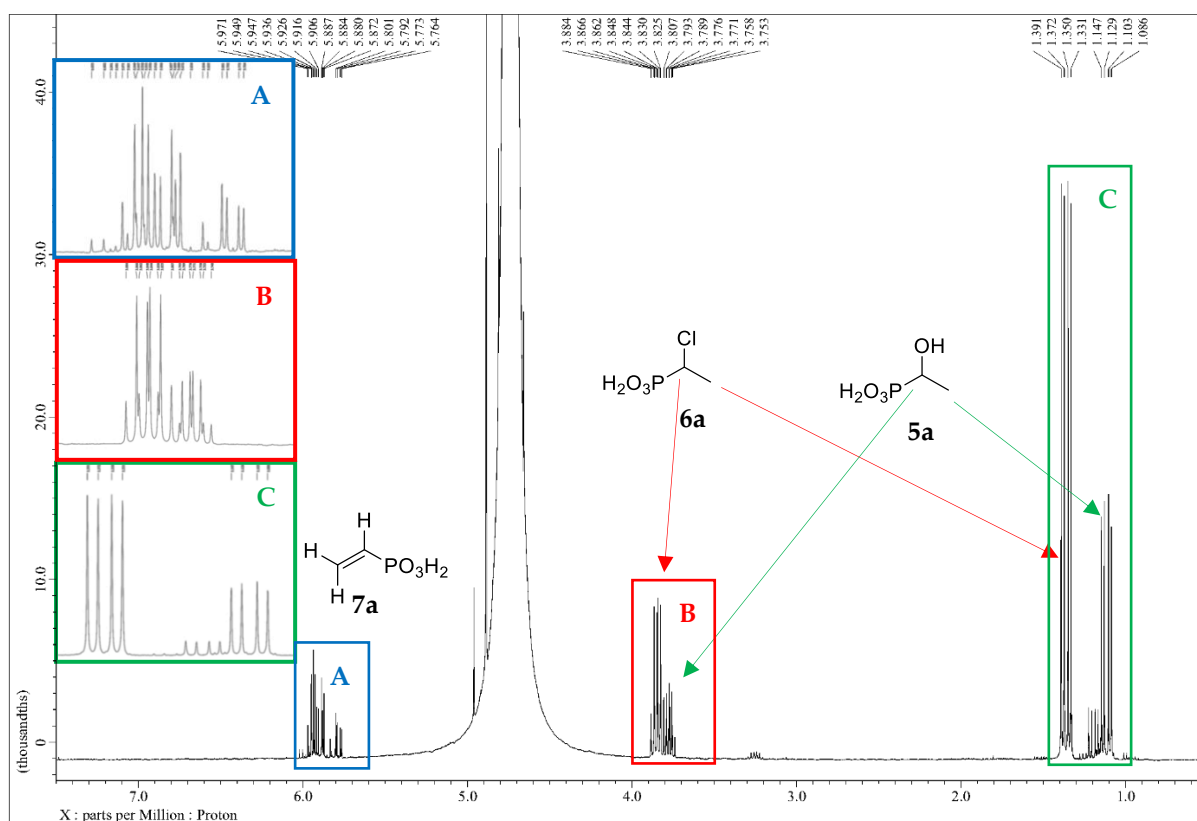 5.971 5.949 5.947 5.936 5.926 5.916 5.906 5.887 5.884 5.880 5.872 5.801 5.792 5.773 5.764
3.884 3.866 3.862 3.848 3.844 3.830 3.825 3.807 3.793 3.789 3.776 3.771 3.758 3.753
1.391 1.372 1.350 1.331 1.147 1.129 1.103 1.086
A
B
C
40.0
30.0
20.0
10.0
0
(thousandths)
H
H
H
PO₃H₂
7a
Cl
H₂O₃P
6a
OH
H₂O₃P
5a
A
B
C
7.0 6.0 5.0 4.0 3.0 2.0 1.0
X : parts per Million : Proton